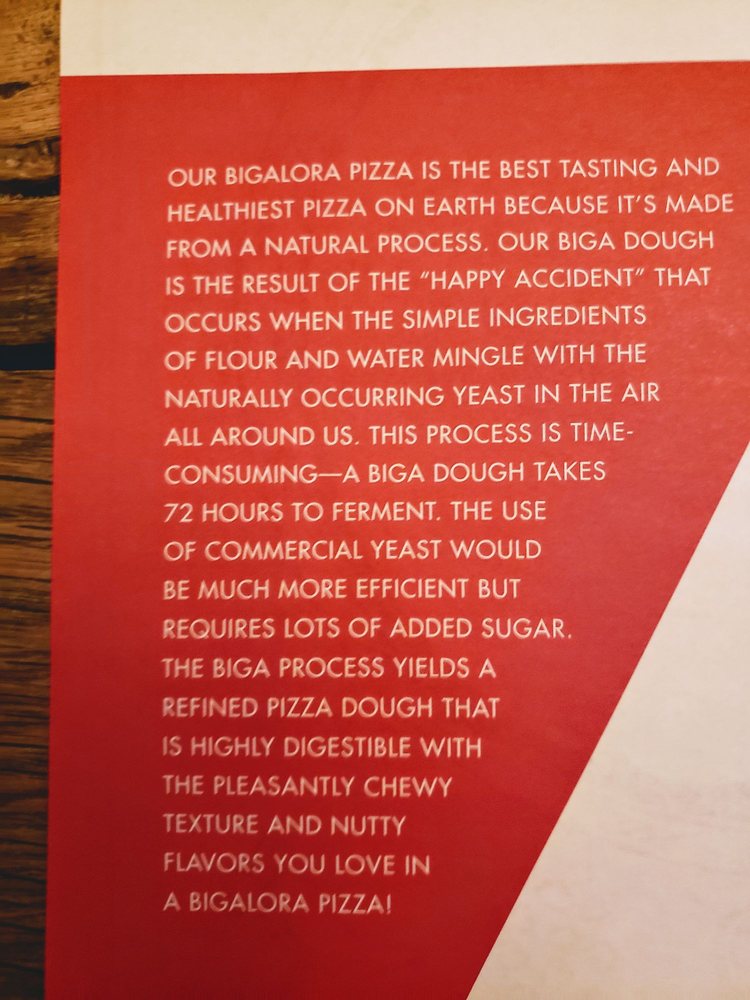 OUR BIGALORA PIZZA IS THE BEST TASTING AND
HEALTHIEST PIZZA ON EARTH BECAUSE IT'S MADE
FROM A NATURAL PROCESS. OUR BIGA DOUGH
IS THE RESULT OF THE “HAPPY ACCIDENT” THAT
OCCURS WHEN THE SIMPLE INGREDIENTS
OF FLOUR AND WATER MINGLE WITH THE
NATURALLY OCCURRING YEAST IN THE AIR
ALL AROUND US. THIS PROCESS IS TIME-
CONSUMING—A BIGA DOUGH TAKES
72 HOURS TO FERMENT. THE USE
OF COMMERCIAL YEAST WOULD
BE MUCH MORE EFFICIENT BUT
REQUIRES LOTS OF ADDED SUGAR.
THE BIGA PROCESS YIELDS A
REFINED PIZZA DOUGH THAT
IS HIGHLY DIGESTIBLE WITH
THE PLEASANTLY CHEWY
TEXTURE AND NUTTY
FLAVORS YOU LOVE IN
A BIGALORA PIZZA!